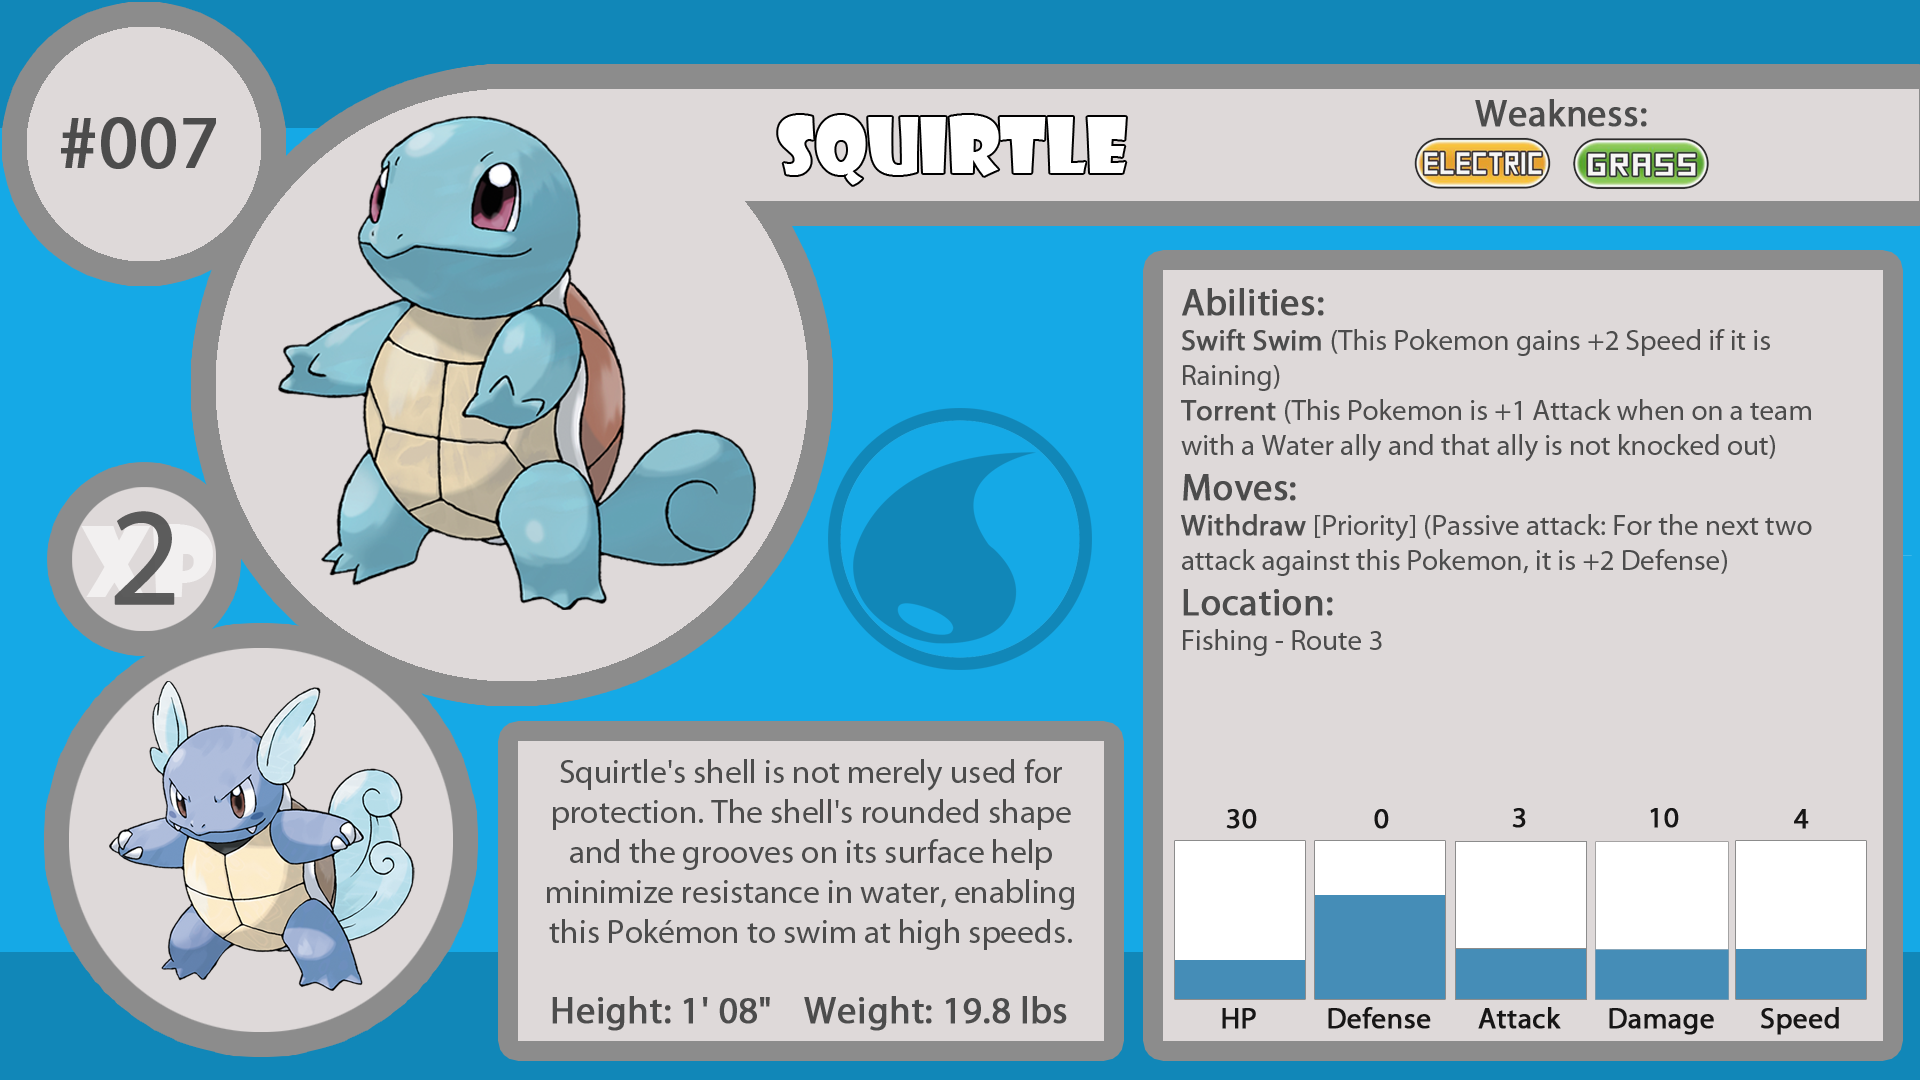 #007
SQUIRTLE
Weakness:
ELECTRIC GRASS
Abilities:
Swift Swim (This Pokemon gains +2 Speed if it is
Raining)
Torrent (This Pokemon is +1 Attack when on a team
with a Water ally and that ally is not knocked out)
Moves:
Withdraw [Priority] (Passive attack: For the next two
attack against this Pokemon, it is +2 Defense)
Location:
Fishing - Route 3
XP
2
Squirtle's shell is not merely used for
protection. The shell's rounded shape
and the grooves on its surface help
minimize resistance in water, enabling
this Pokémon to swim at high speeds.
Height: 1' 08" Weight: 19.8 lbs
30 0 3 10 4
HP Defense Attack Damage Speed